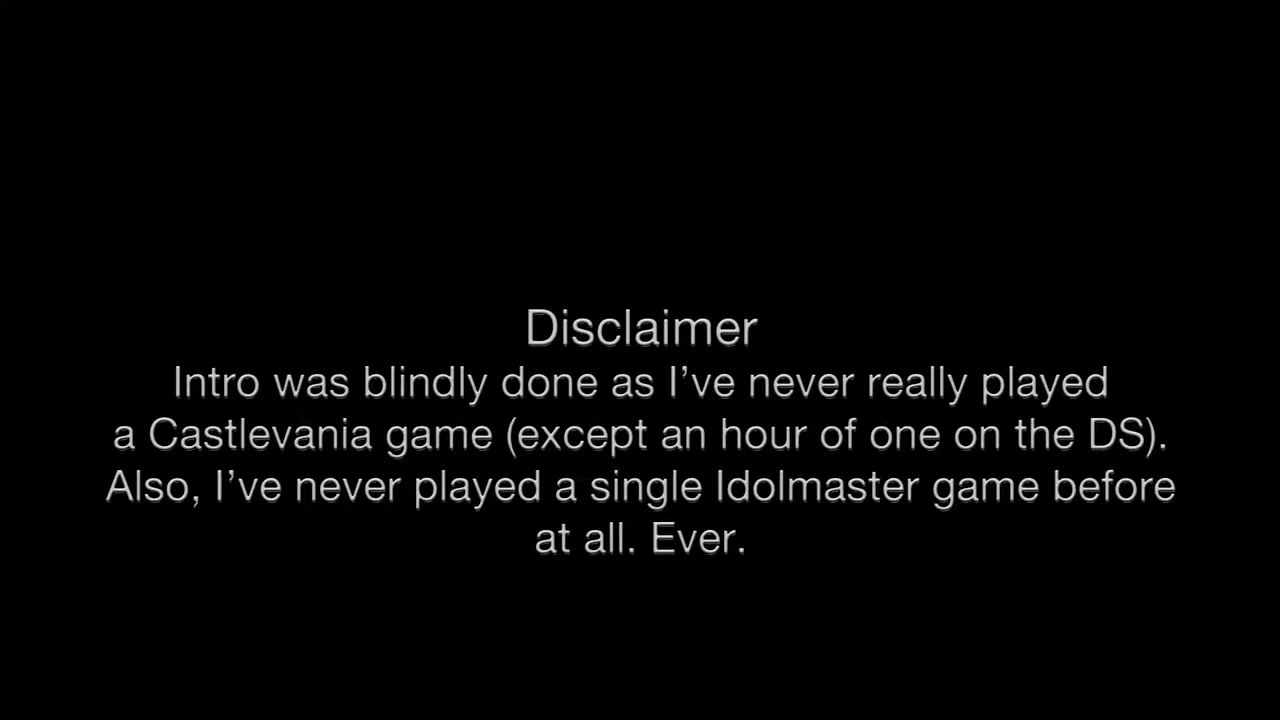 Disclaimer
Intro was blindly done as I’ve never really played
a Castlevania game (except an hour of one on the DS).
Also, I’ve never played a single Idolmaster game before
at all. Ever.